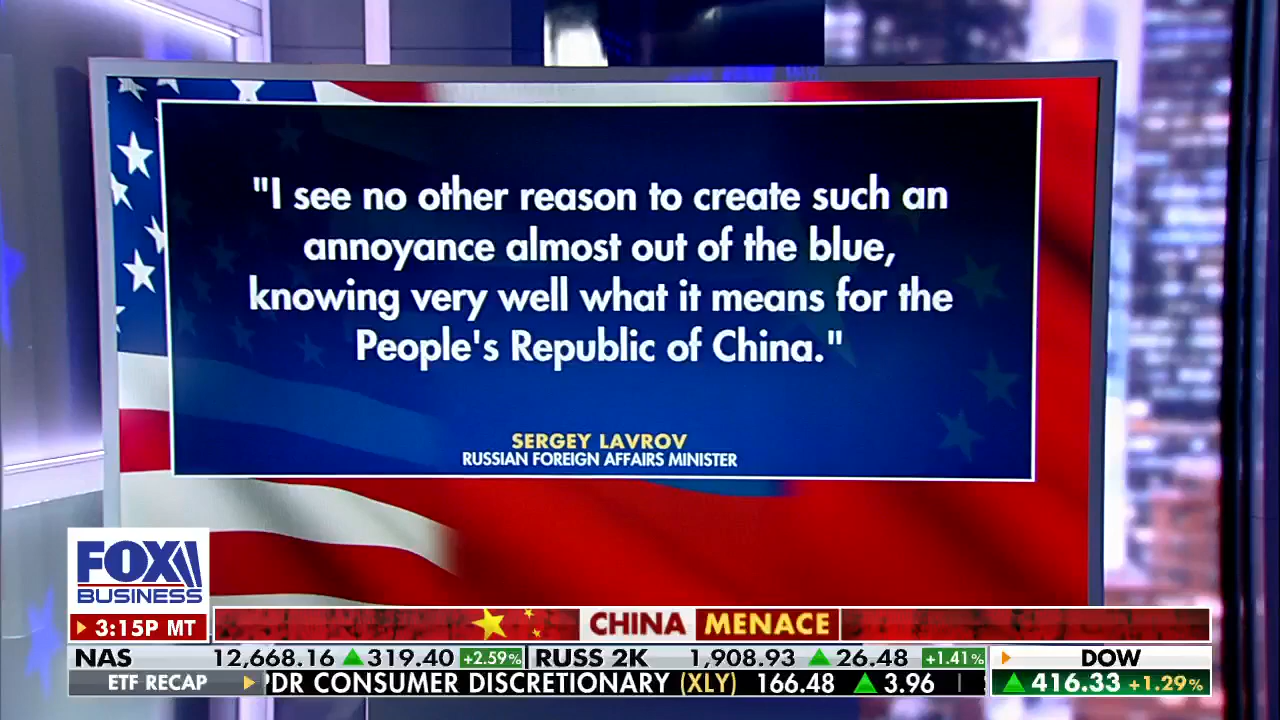 "I see no other reason to create such an
annoyance almost out of the blue,
knowing very well what it means for the
People's Republic of China."
SERGEY LAVROV
RUSSIAN FOREIGN AFFAIRS MINISTER
FOX
BUSINESS
3:15P MT
CHINA MENACE
NAS 12,668.16 319.40 +2.59% RUSS 2K 1,908.93 26.48 +1.41% DOW
ETF RECAP PDR CONSUMER DISCRETIONARY (XLY) 166.48 3.96 416.33 +1.29%